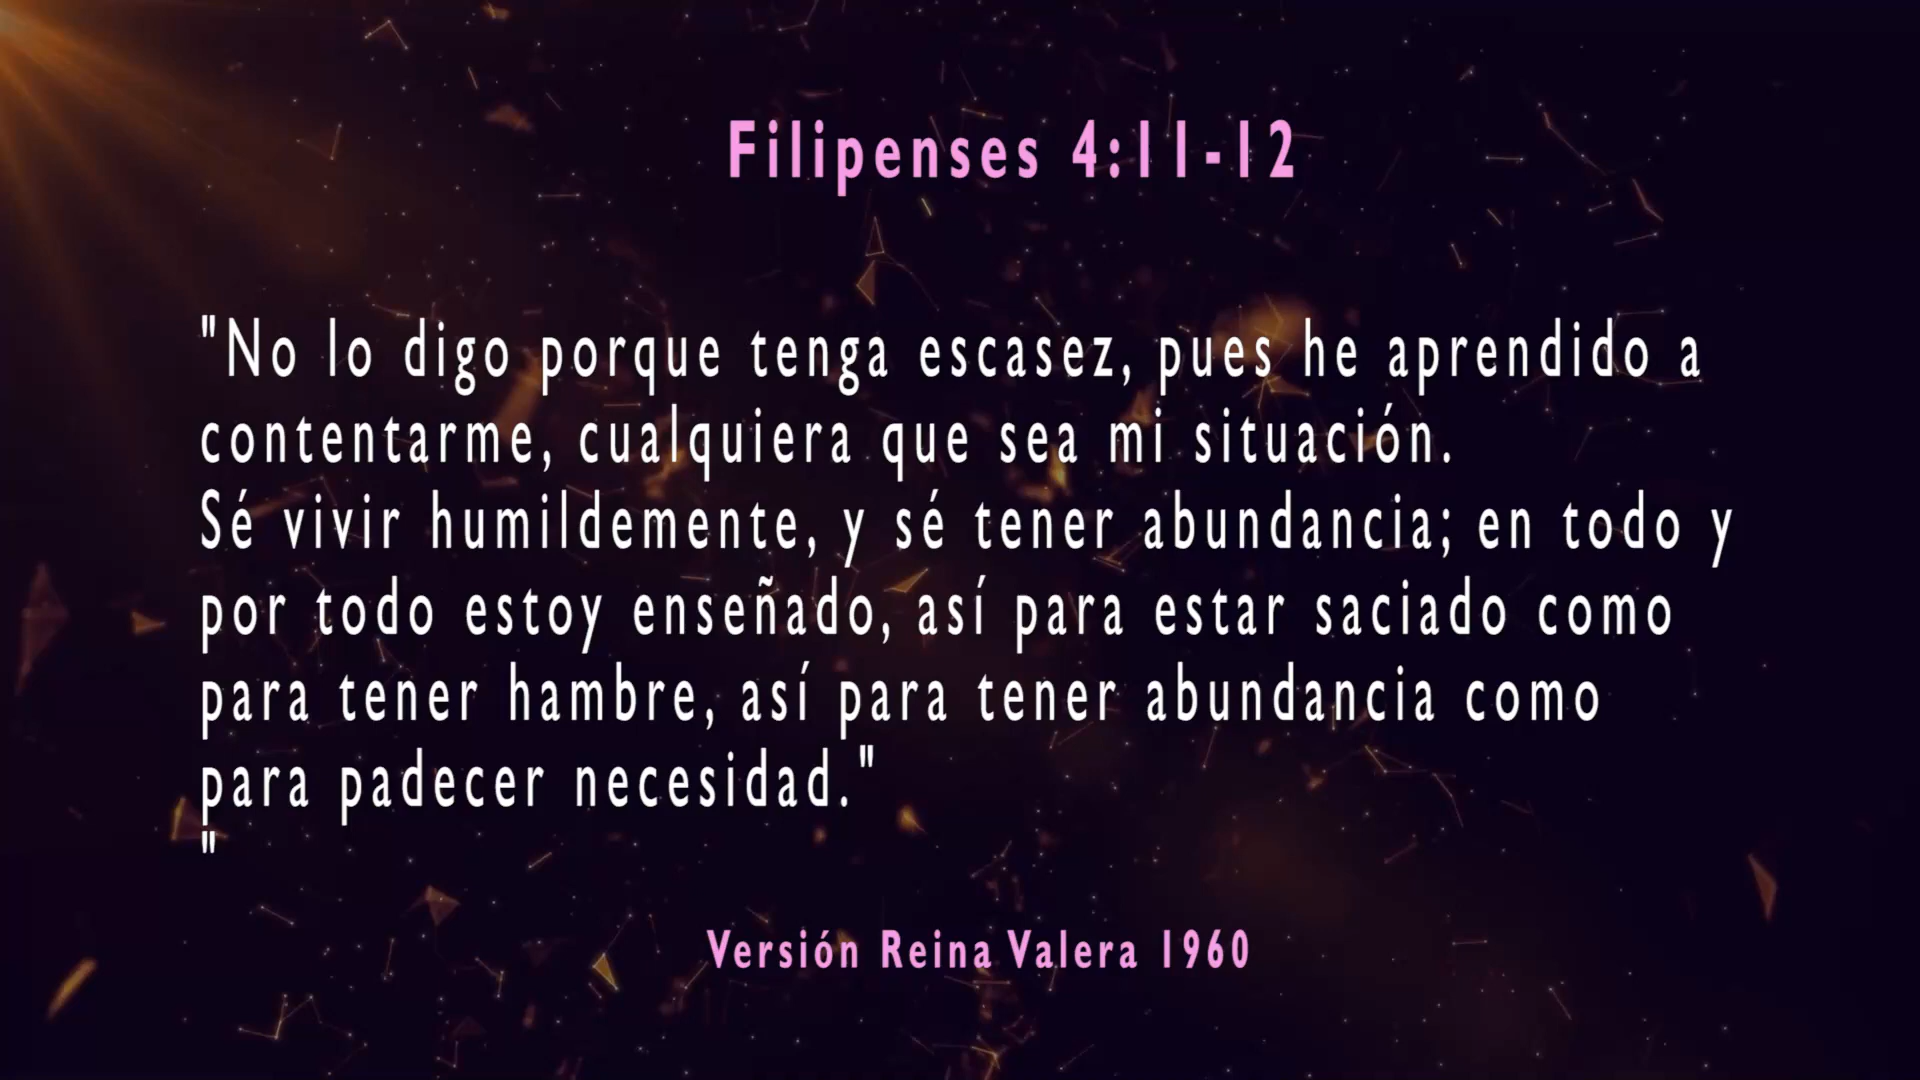 Filipenses 4:11-12
"No lo digo porque tenga escasez, pues he aprendido a
contentarme, cualquiera que sea mi situación.
Sé vivir humildemente, y sé tener abundancia; en todo y
por todo estoy enseñado, así para estar saciado como
para tener hambre, así para tener abundancia como
para padecer necesidad."
"
Versión Reina Valera 1960